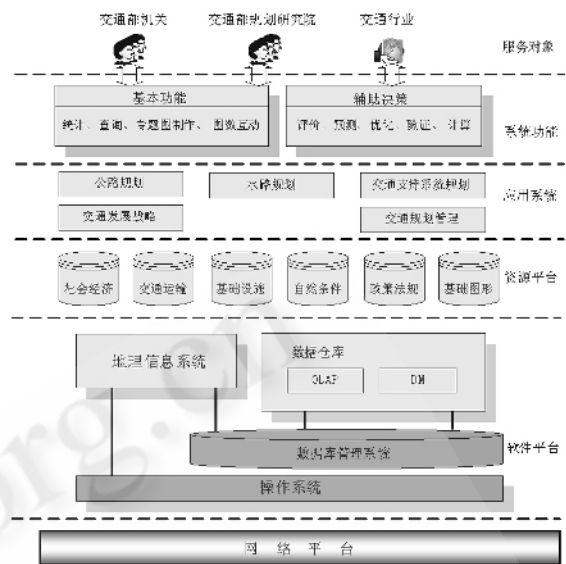 交通部机关 交通部规划研究院 交通行业
服务对象
基本功能 辅助决策
统计、查询、专题图制作、图数互动 评价、预测、优化、验证、计算
系统功能
公路规划 水路规划 交通支持系统规划
应用系统
交通发展战略 交通规划管理
社会经济 交通运输 基础设施 自然条件 政策法规 基础图形
资源平台
地理信息系统 数据仓库
OLAP DM
数据库管理系统
软件平台
操作系统
网络平台
org.cn